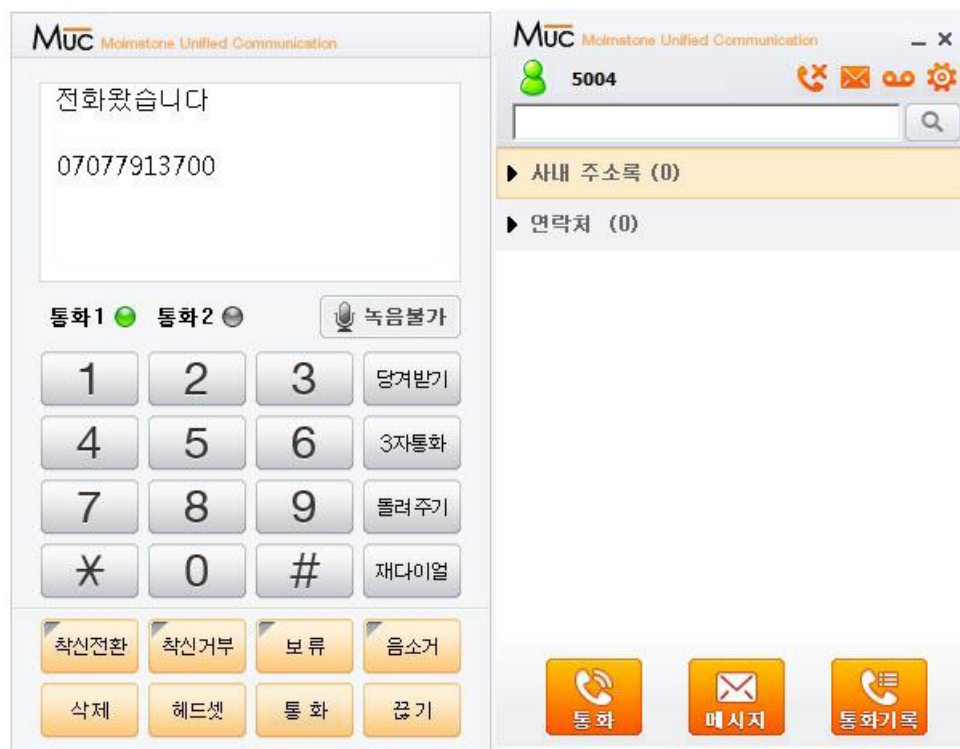 MUC Moimstone Unified Communication
전화왔습니다
07077913700
통화1 통화2 녹음불가
1 2 3 당겨받기
4 5 6 3자통화
7 8 9 돌려주기
* 0 # 재다이얼
착신전환 착신거부 보류 음소거
삭제 헤드셋 통화 끊기
MUC Moimstone Unified Communication
5004
사내 주소록 (0)
연락처 (0)
통화 메시지 통화기록